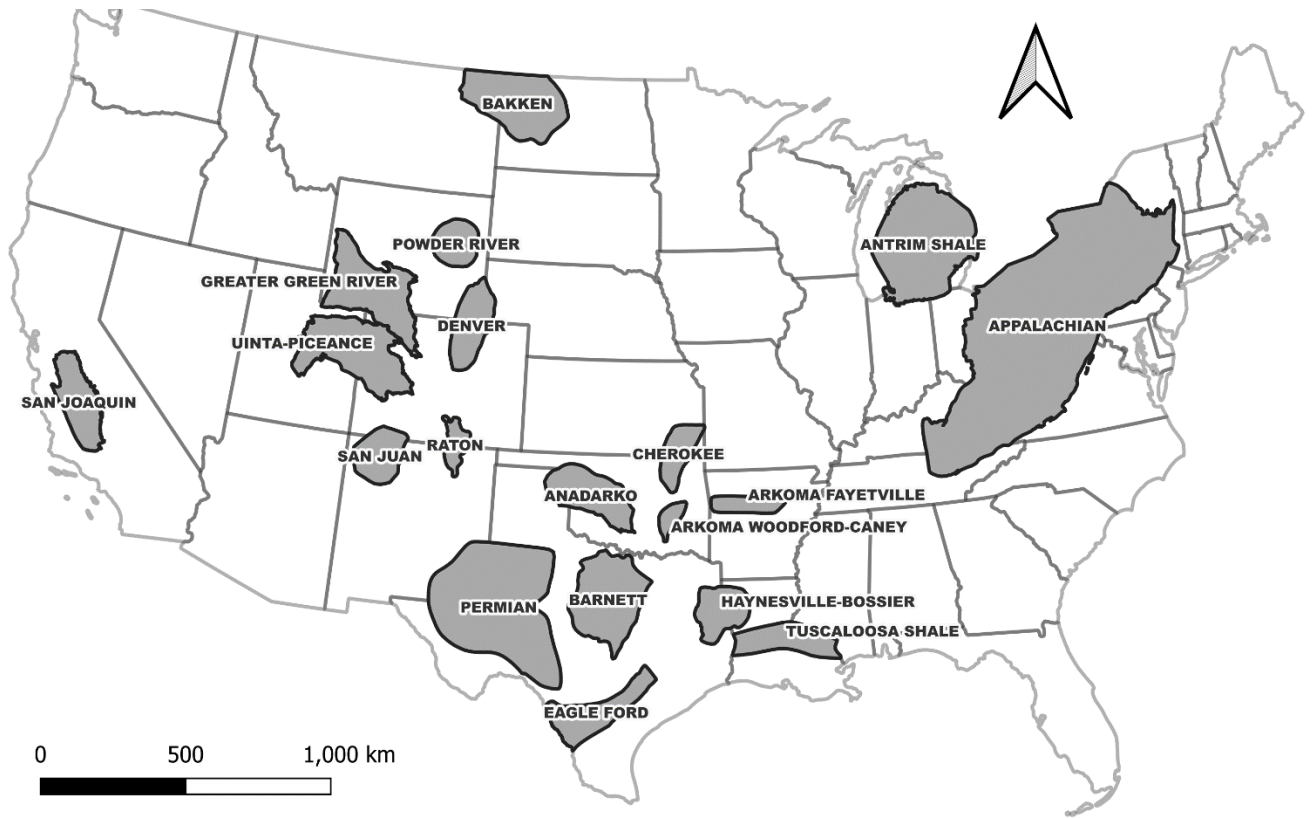 BAKKEN
POWDER RIVER
ANTRIM SHALE
GREATER GREEN RIVER
DENVER
APPALACHIAN
UINTA-PICEANCE
SAN JOAQUIN
RATON
SAN JUAN
CHEROKEE
ANADARKO
ARKOMA FAYETVILLE
ARKOMA WOODFORD-CANEY
PERMIAN
BARNETT
HAYNESVILLE-BOSSIER
TUSCALOOSA SHALE
EAGLE FORD
0 500 1,000 km